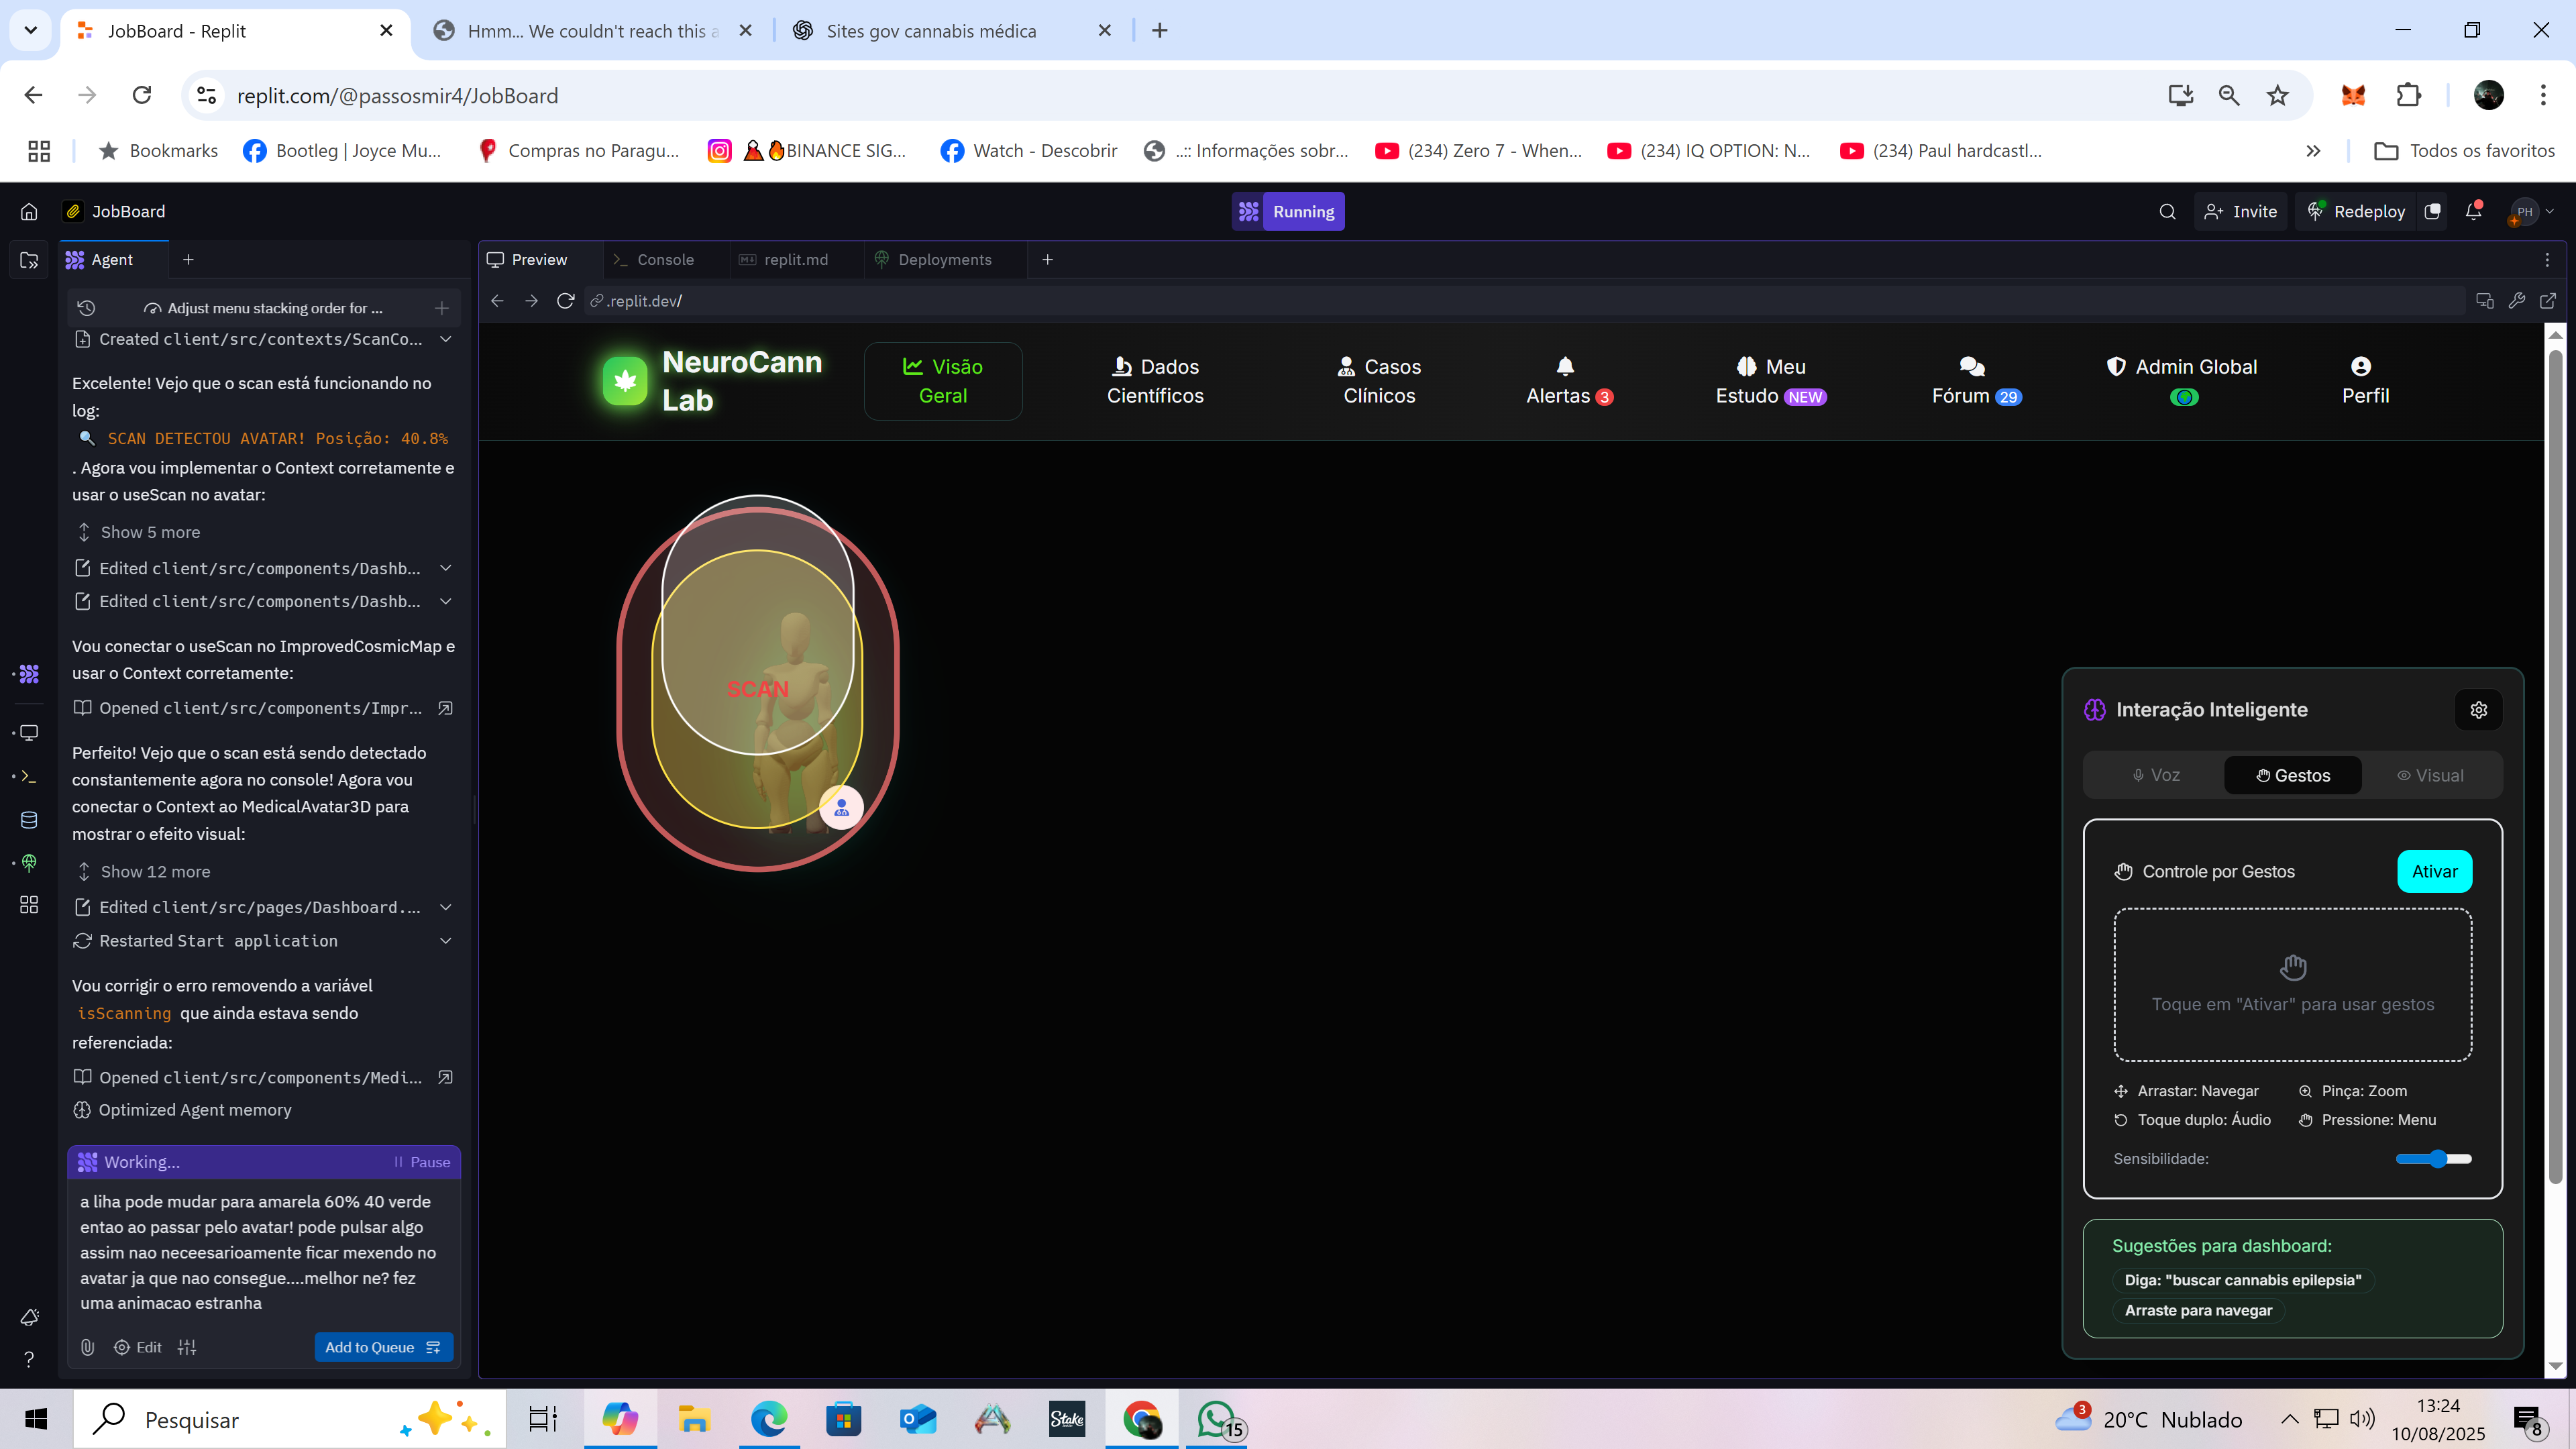 JobBoard - Replit
Hmm... We couldn't reach this a
Sites gov cannabis médica
replit.com/@passosmir4/JobBoard
Bookmarks
Bootleg | Joyce Mu...
Compras no Paragu...
BINANCE SIG...
Watch - Descobrir
..:: Informações sobr...
(234) Zero 7 - When...
(234) IQ OPTION: N...
(234) Paul hardcastl...
Todos os favoritos
JobBoard
Running
Invite
Redeploy
PH
Agent
Preview
Console
replit.md
Deployments
.replit.dev/
Adjust menu stacking order for ...
Created client/src/contexts/ScanCo...
Excelente! Vejo que o scan está funcionando no
log:
🔍 SCAN DETECTOU AVATAR! Posição: 40.8%
. Agora vou implementar o Context corretamente e
usar o useScan no avatar:
Show 5 more
Edited client/src/components/Dashb...
Edited client/src/components/Dashb...
Vou conectar o useScan no ImprovedCosmicMap e
usar o Context corretamente:
Opened client/src/components/Impr...
Perfeito! Vejo que o scan está sendo detectado
constantemente agora no console! Agora vou
conectar o Context ao MedicalAvatar3D para
mostrar o efeito visual:
Show 12 more
Edited client/src/pages/Dashboard....
Restarted Start application
Vou corrigir o erro removendo a variável
isScanning que ainda estava sendo
referenciada:
Opened client/src/components/Medi...
Optimized Agent memory
Working...
Pause
a liha pode mudar para amarela 60% 40 verde
entao ao passar pelo avatar! pode pulsar algo
assim nao neceesarioamente ficar mexendo no
avatar ja que nao consegue....melhor ne? fez
uma animacao estranha
Edit
Add to Queue
NeuroCann
Lab
Visão
Geral
Dados
Científicos
Casos
Clínicos
Alertas 3
Meu
Estudo NEW
Fórum 29
Admin Global
Perfil
SCAN
Interação Inteligente
Voz
Gestos
Visual
Controle por Gestos
Ativar
Toque em "Ativar" para usar gestos
Arrastar: Navegar
Pinça: Zoom
Toque duplo: Áudio
Pressione: Menu
Sensibilidade:
Sugestões para dashboard:
Diga: "buscar cannabis epilepsia"
Arraste para navegar
Pesquisar
Stake
15
3
20°C Nublado
13:24
10/08/2025
8